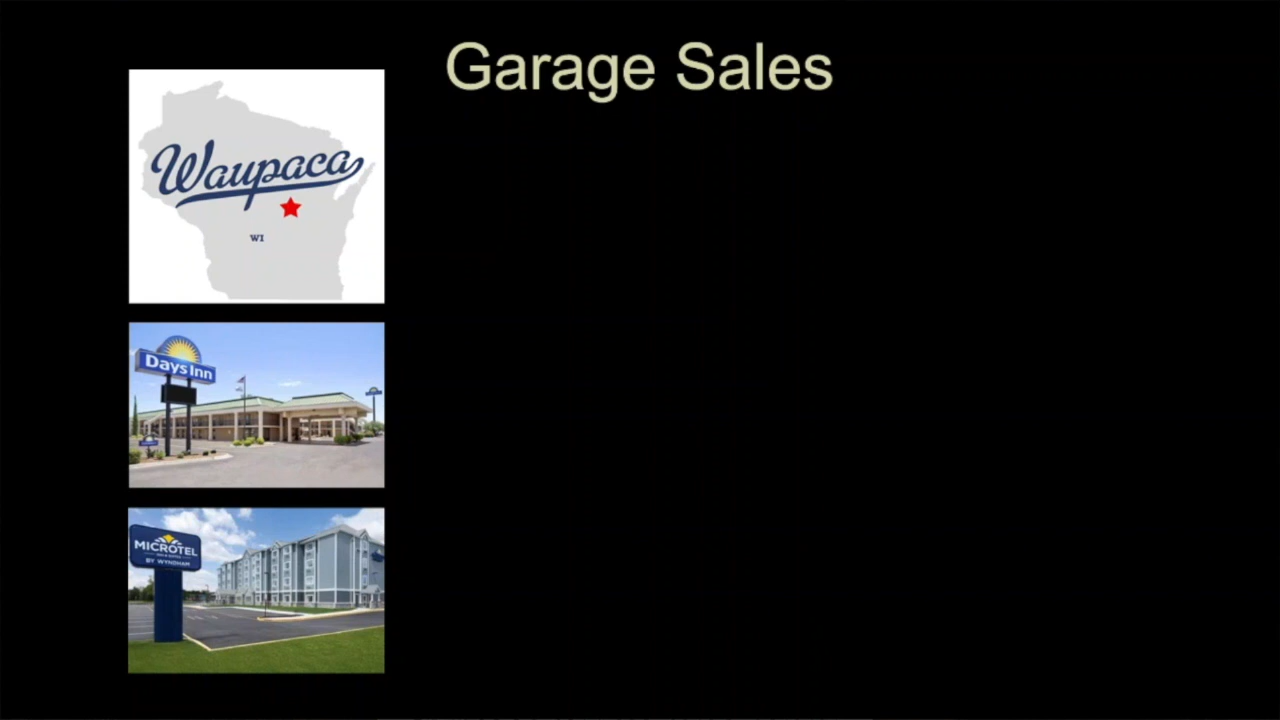 Garage Sales
Waupaca
WI
Days Inn
MICROTEL
BY WYNDHAM